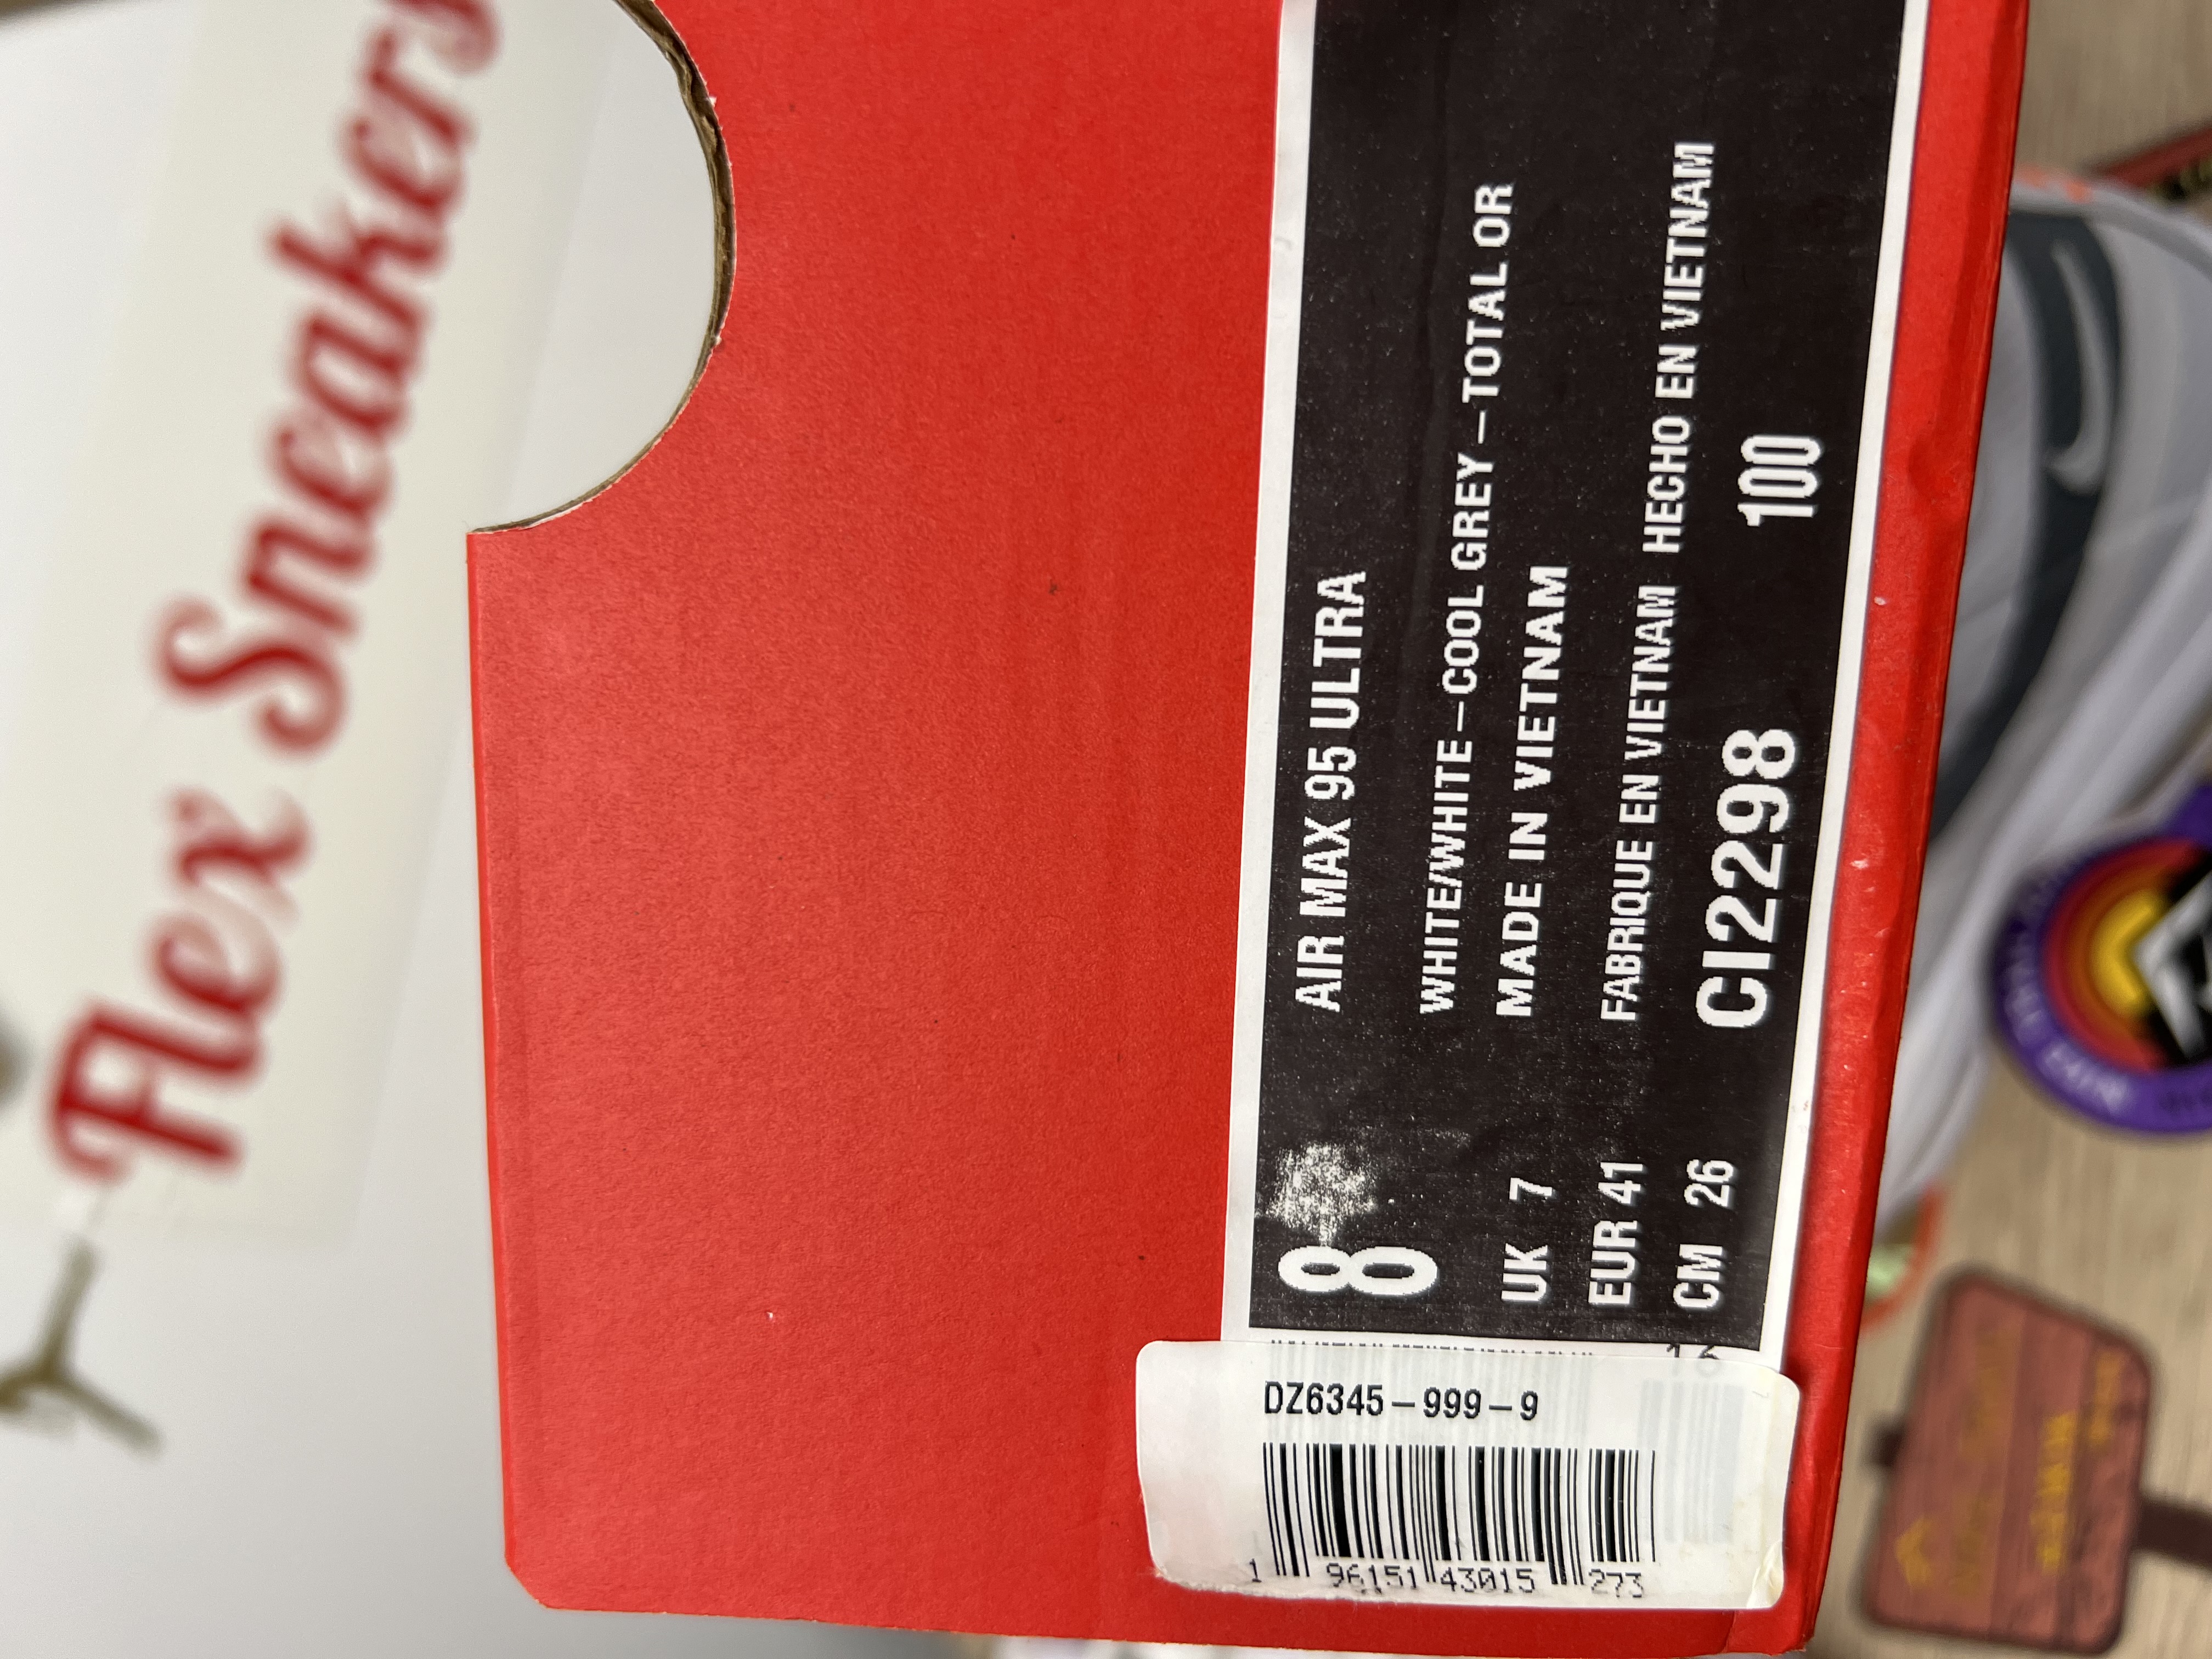 Flex Sneakers
DZ6345-999-9
1 96151 43015 273
8
UK 7
EUR 41
CM 26
AIR MAX 95 ULTRA
WHITE/WHITE-COOL GREY-TOTAL OR
MADE IN VIETNAM
FABRIQUE EN VIETNAM HECHO EN VIETNAM
CI2298 100